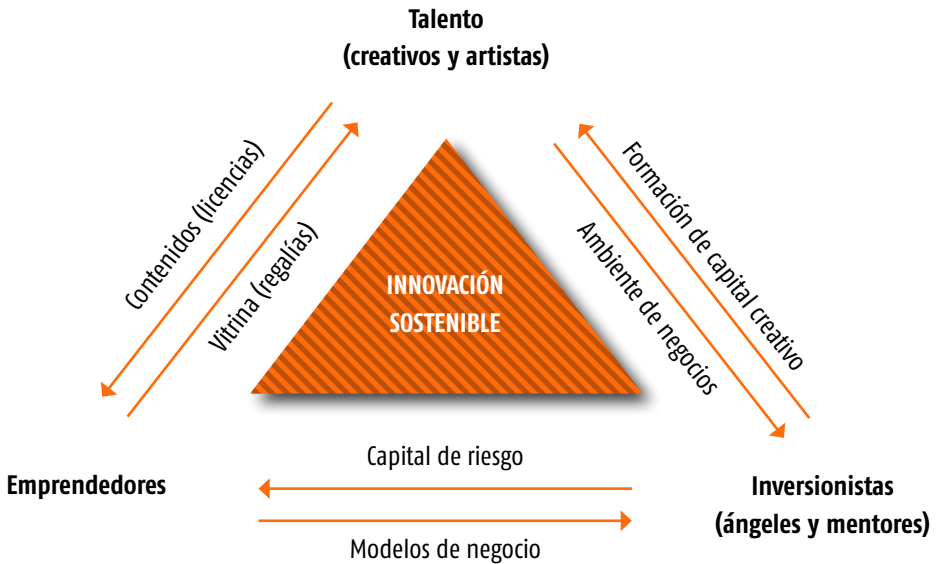 Talento
(creativos y artistas)
Contenidos (licencias)
Vitrina (regalías)
Formación de capital creativo
Ambiente de negocios
INNOVACIÓN
SOSTENIBLE
Capital de riesgo
Emprendedores
Inversionistas
(ángeles y mentores)
Modelos de negocio